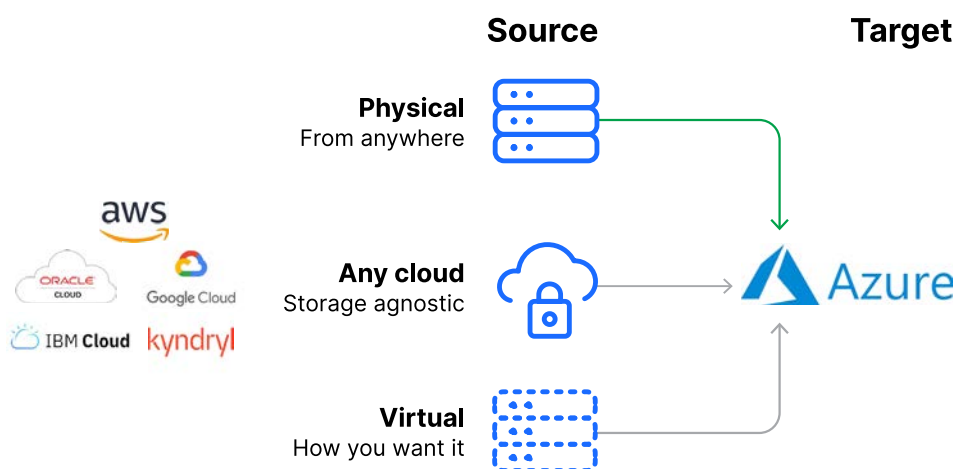 Source
Target
Physical
From anywhere
aws
ORACLE
CLOUD
Google Cloud
IBM Cloud
kyndryl
Any cloud
Storage agnostic
Azure
Virtual
How you want it